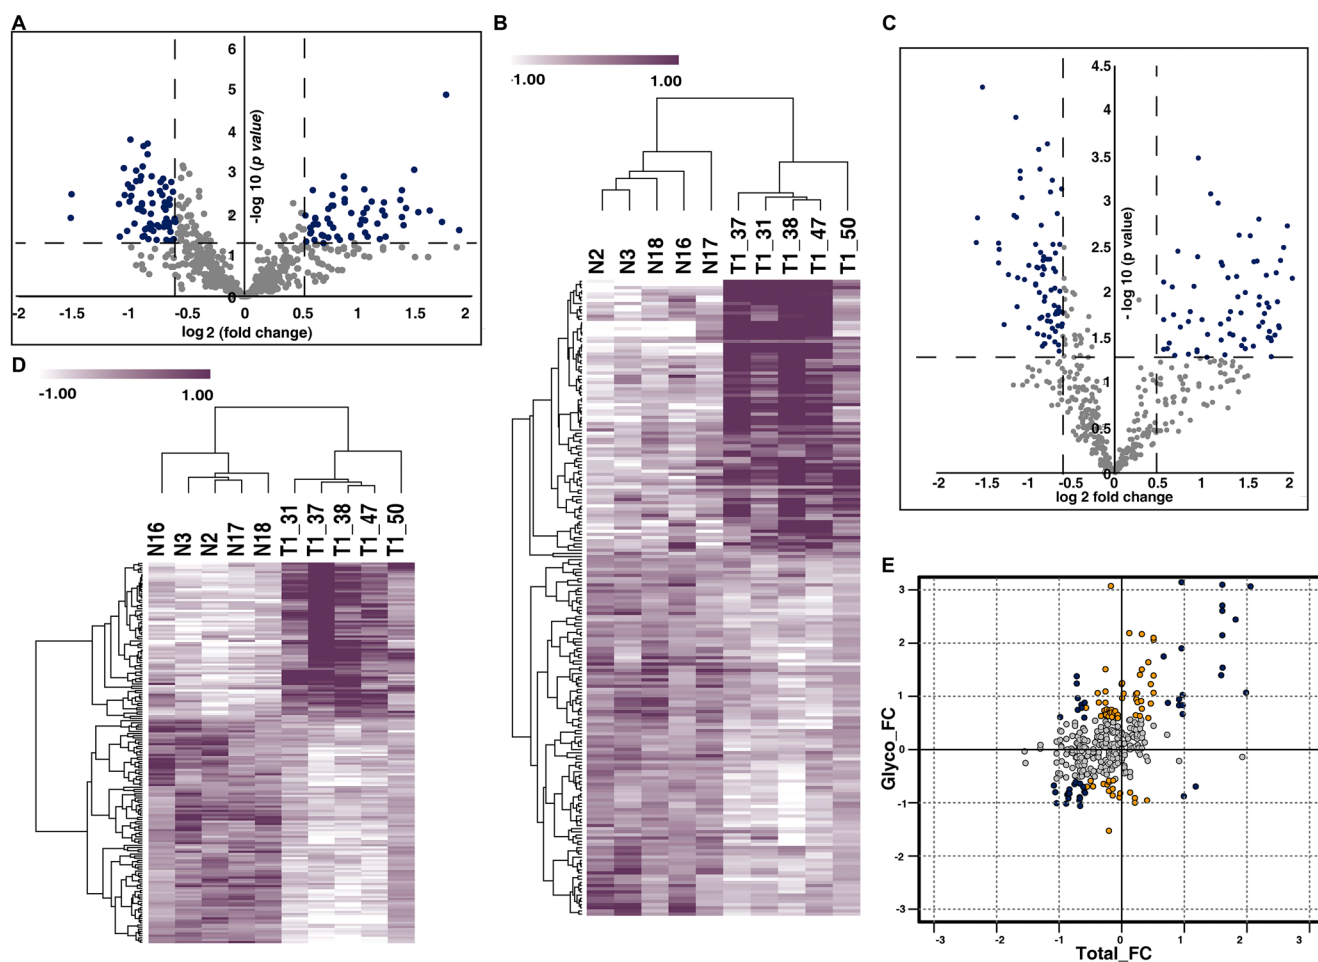 A
6
5
4
3
2
1
0
-log 10 (p value)
-2
-1.5
-1
-0.5
0
0.5
1
1.5
2
log 2 (fold change)
B
-1.00
1.00
N2
N3
N18
N16
N17
T1_37
T1_31
T1_38
T1_47
T1_50
C
4.5
4
3.5
3
2.5
2
1.5
1
0.5
0
- log 10 (p value)
-2
-1.5
-1
-0.5
0
0.5
1
1.5
2
log 2 fold change
D
-1.00
1.00
N16
N3
N2
N17
N18
T1_31
T1_37
T1_38
T1_47
T1_50
E
3
2
1
0
-1
-2
-3
Glyco_FC
-3
-2
-1
0
1
2
3
Total_FC